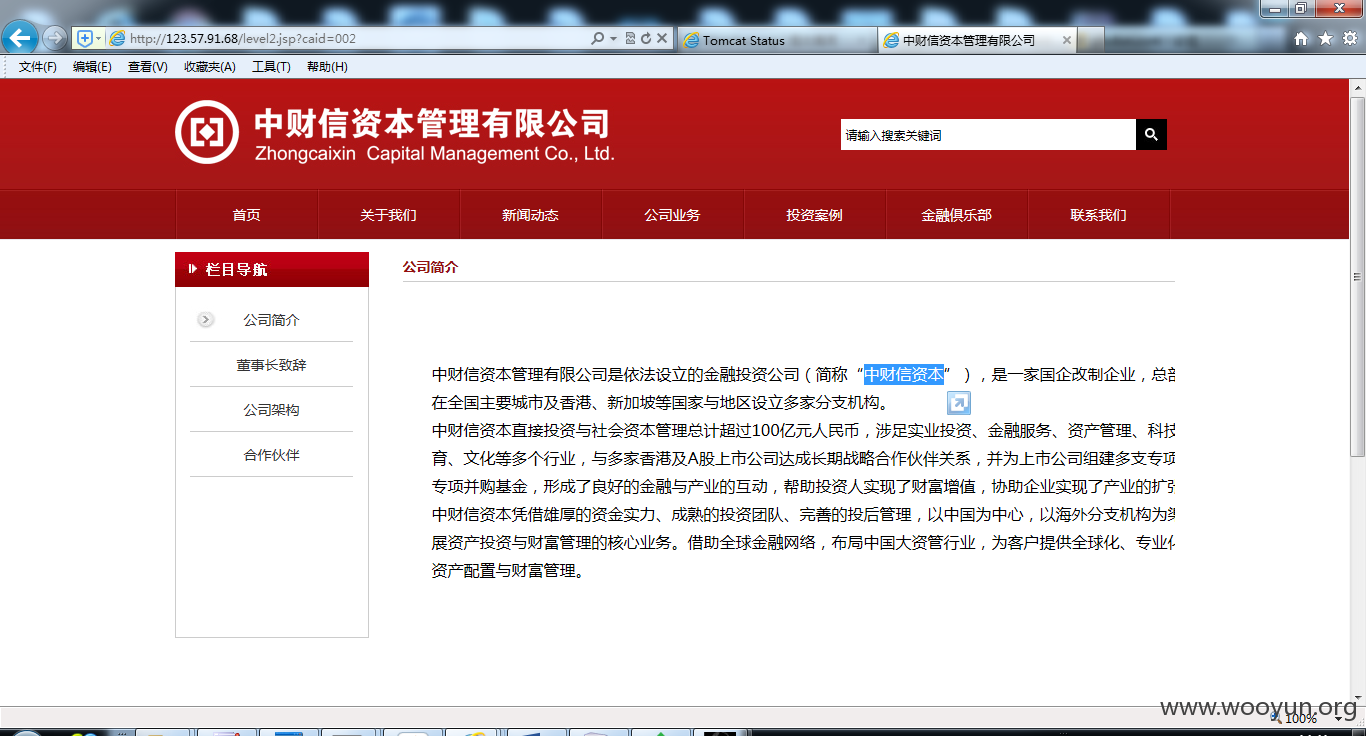 http://123.57.91.68/level2.jsp?caid=002
Tomcat Status
中财信资本管理有限公司
文件(F) 编辑(E) 查看(V) 收藏夹(A) 工具(T) 帮助(H)
中财信资本管理有限公司
Zhongcaixin Capital Management Co., Ltd.
请输入搜索关键词
首页 关于我们 新闻动态 公司业务 投资案例 金融俱乐部 联系我们
栏目导航
公司简介
董事长致辞
公司架构
合作伙伴
公司简介
中财信资本管理有限公司是依法设立的金融投资公司（简称“中财信资本”），是一家国企改制企业，总
在全国主要城市及香港、新加坡等国家与地区设立多家分支机构。
中财信资本直接投资与社会资本管理总计超过100亿元人民币，涉足实业投资、金融服务、资产管理、科技
育、文化等多个行业，与多家香港及A股上市公司达成长期战略合作伙伴关系，并为上市公司组建多支专项
专项并购基金，形成了良好的金融与产业的互动，帮助投资人实现了财富增值，协助企业实现了产业的扩
中财信资本凭借雄厚的资金实力、成熟的投资团队、完善的投后管理，以中国为中心，以海外分支机构为
展资产投资与财富管理的核心业务。借助全球金融网络，布局中国大资管行业，为客户提供全球化、专业
资产配置与财富管理。
www.wooyun.org
100%